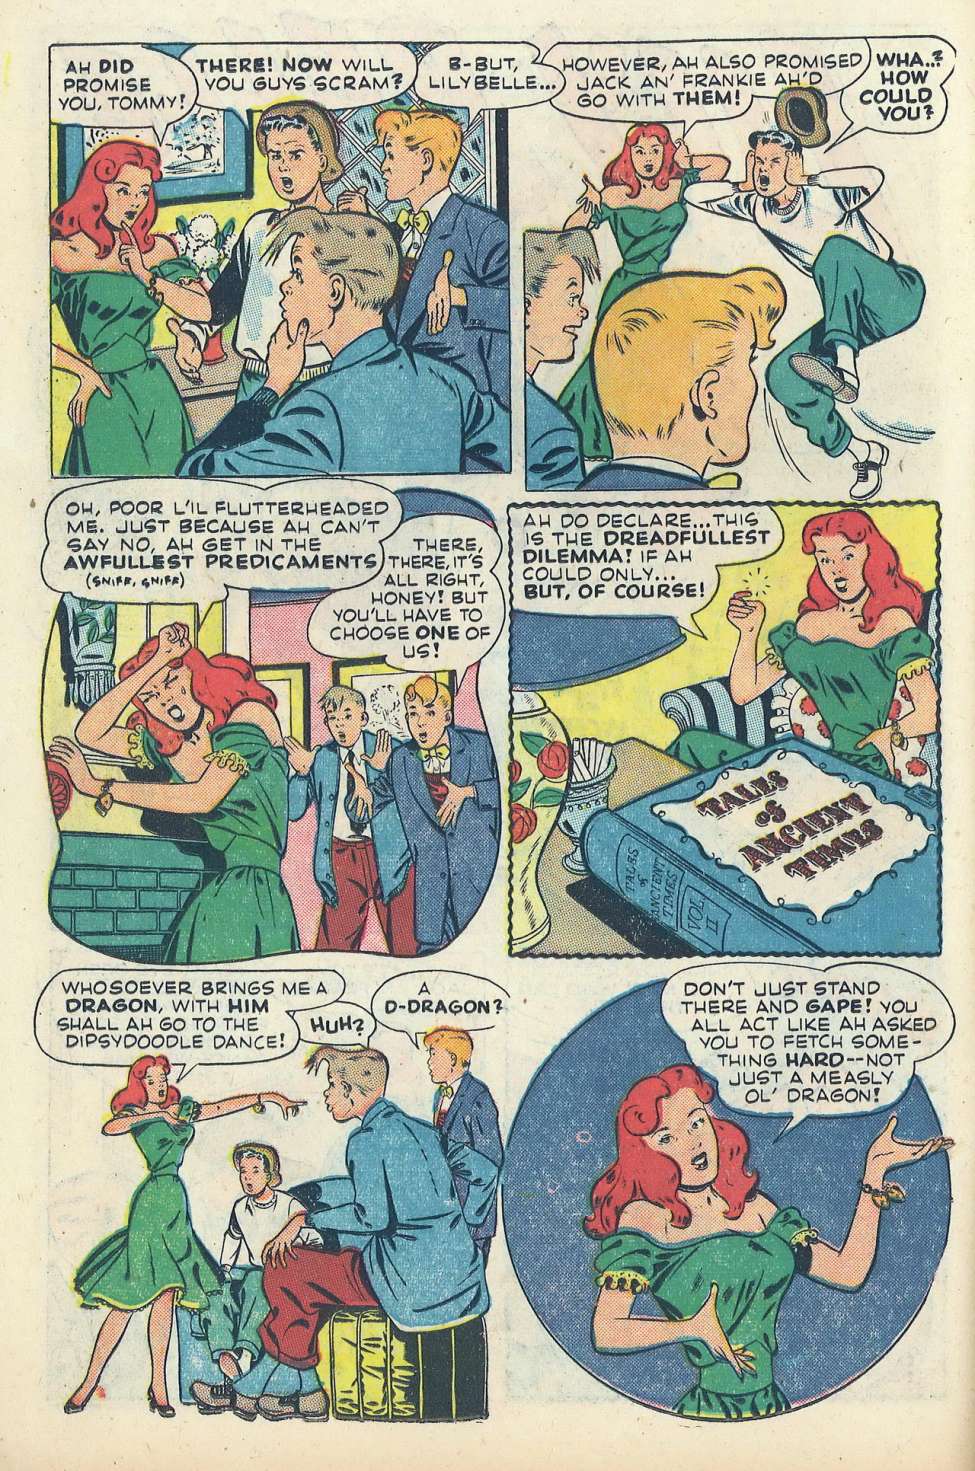 AH DID
PROMISE
YOU, TOMMY!
THERE! NOW WILL
YOU GUYS SCRAM?
B-BUT,
LILYBELLE...
HOWEVER, AH ALSO PROMISED
JACK AN' FRANKIE AH'D
GO WITH THEM!
WHA..?
HOW
COULD
YOU?
OH, POOR L'IL FLUTTERHEADED
ME. JUST BECAUSE AH CAN'T
SAY NO, AH GET IN THE
AWFULLEST PREDICAMENTS
(SNIFF, SNIFF)
THERE,
THERE, IT'S
ALL RIGHT,
HONEY! BUT
YOU'LL HAVE TO
CHOOSE ONE OF
US!
AH DO DECLARE...THIS
IS THE DREADFULLEST
DILEMMA! IF AH
COULD ONLY...
BUT, OF COURSE!
TALES
OF
ANCIENT
TIMES
TALES
OF
ANCIENT
TIMES
VOL.
II
WHOSOEVER BRINGS ME A
DRAGON, WITH HIM
SHALL AH GO TO THE
DIPSYDOODLE DANCE!
HUH?
A
D-DRAGON?
DON'T JUST STAND
THERE AND GAPE! YOU
ALL ACT LIKE AH ASKED
YOU TO FETCH SOME-
THING HARD--NOT
JUST A MEASLY
OL' DRAGON!